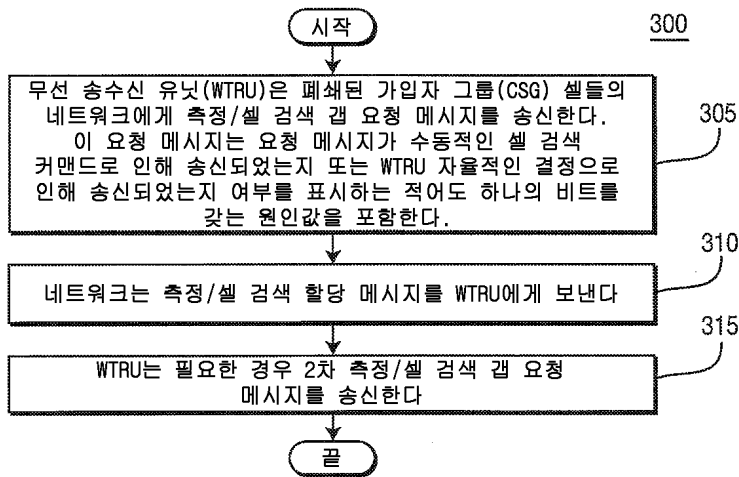 시작
300
무선 송수신 유닛(WTRU)은 폐쇄된 가입자 그룹(CSG) 셀들의
네트워크에게 측정/셀 검색 갭 요청 메시지를 송신한다.
이 요청 메시지는 요청 메시지가 수동적인 셀 검색
커맨드로 인해 송신되었는지 또는 WTRU 자율적인 결정으로
인해 송신되었는지 여부를 표시하는 적어도 하나의 비트를
갖는 원인값을 포함한다.
305
네트워크는 측정/셀 검색 할당 메시지를 WTRU에게 보낸다
310
WTRU는 필요한 경우 2차 측정/셀 검색 갭 요청
메시지를 송신한다
315
끝